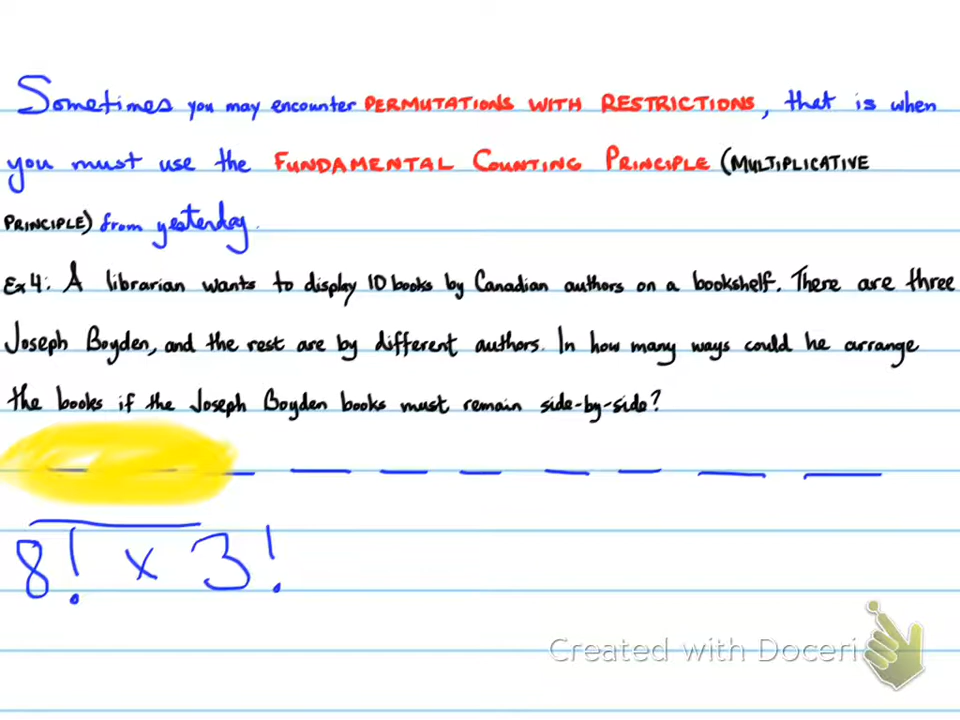 Sometimes you may encounter PERMUTATIONS WITH RESTRICTIONS, that is when
you must use the FUNDAMENTAL COUNTING PRINCIPLE (MULTIPLICATIVE
PRINCIPLE) from yesterday.
Ex 4: A librarian wants to display 10 books by Canadian authors on a bookshelf. There are three
Joseph Boyden, and the rest are by different authors. In how many ways could he arrange
the books if the Joseph Boyden books must remain side-by-side?
8! x 3!
Created with Doceri